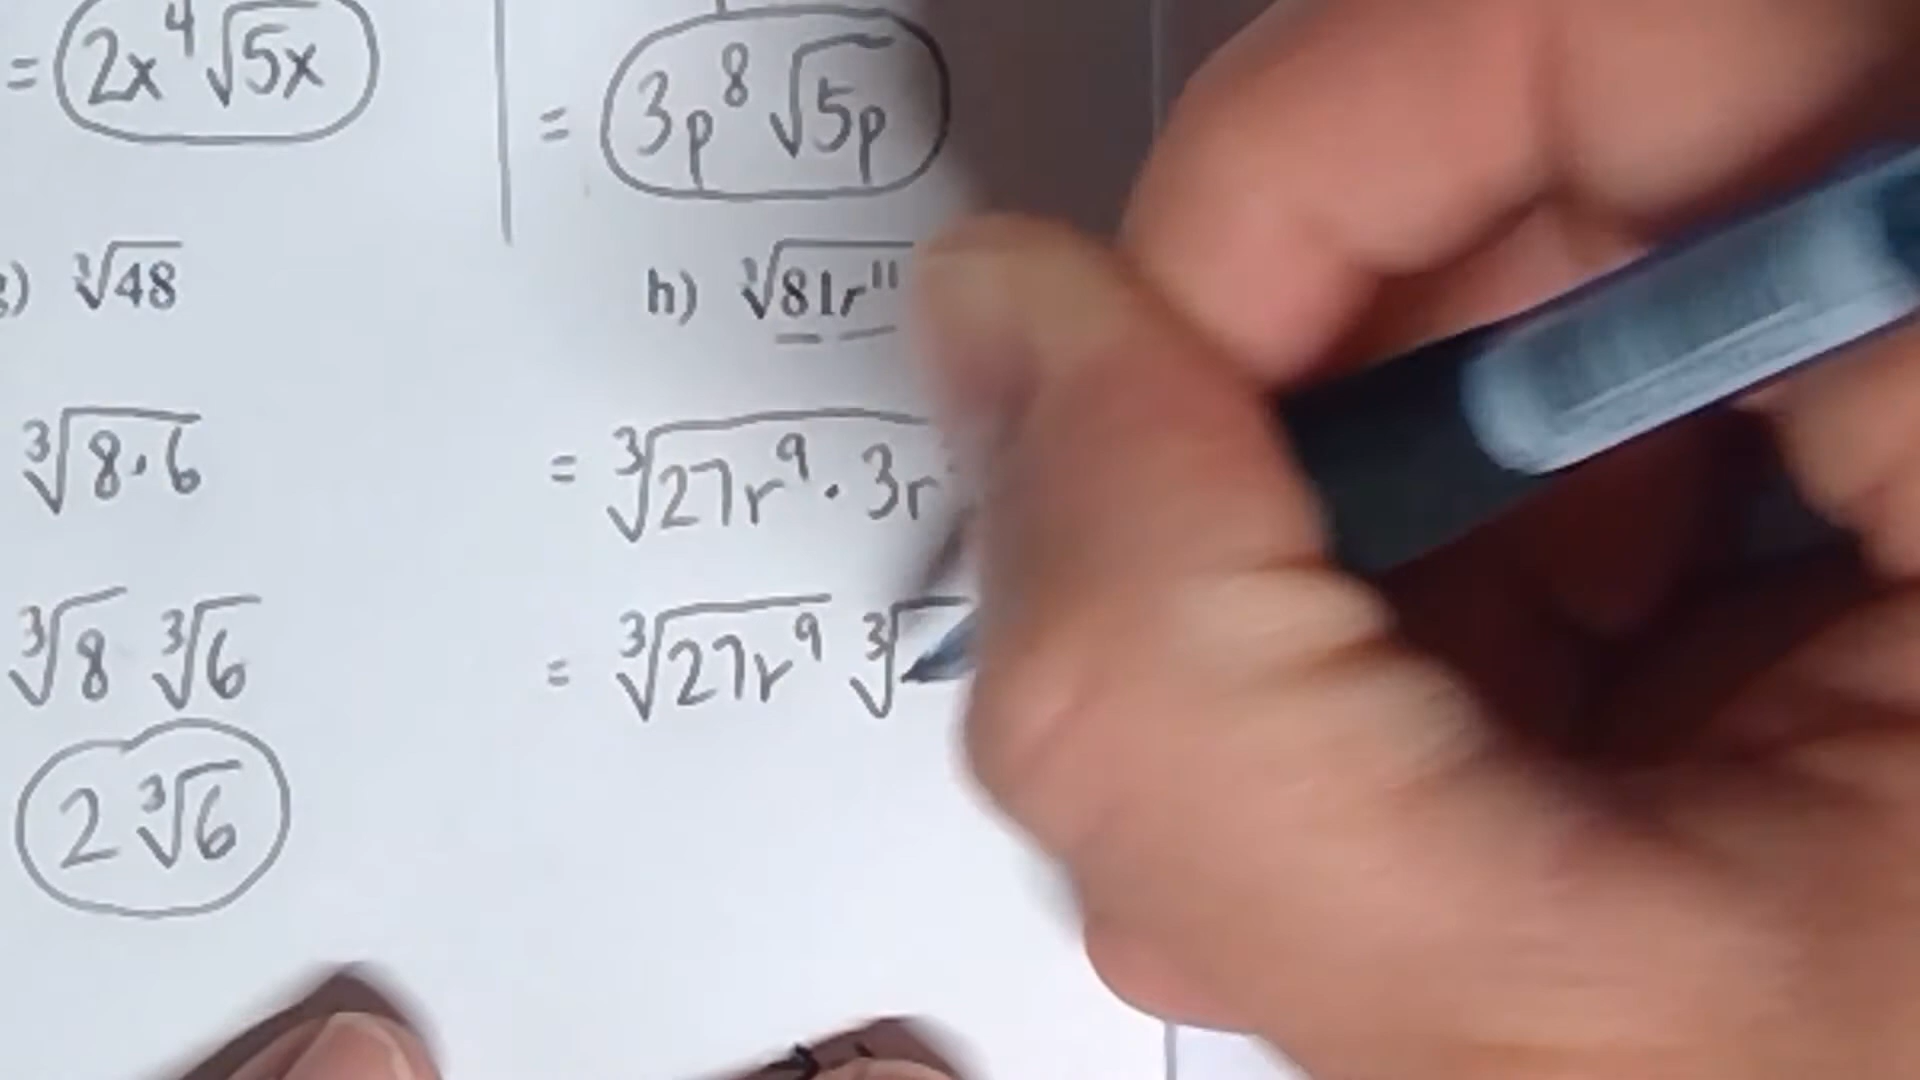 = 2x⁴√5x
= 3p⁸√5p
) ∛48
h) ∛81r¹¹
∛8·6
= ∛27r⁹ · 3r
∛8 ∛6
= ∛27r⁹ ∛
2∛6